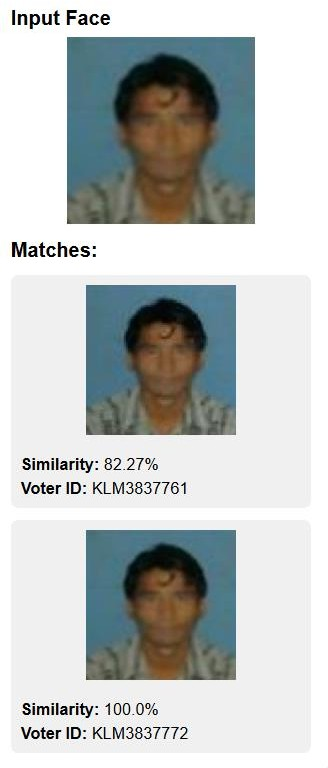 Input Face
Matches:
Similarity: 82.27%
Voter ID: KLM3837761
Similarity: 100.0%
Voter ID: KLM3837772